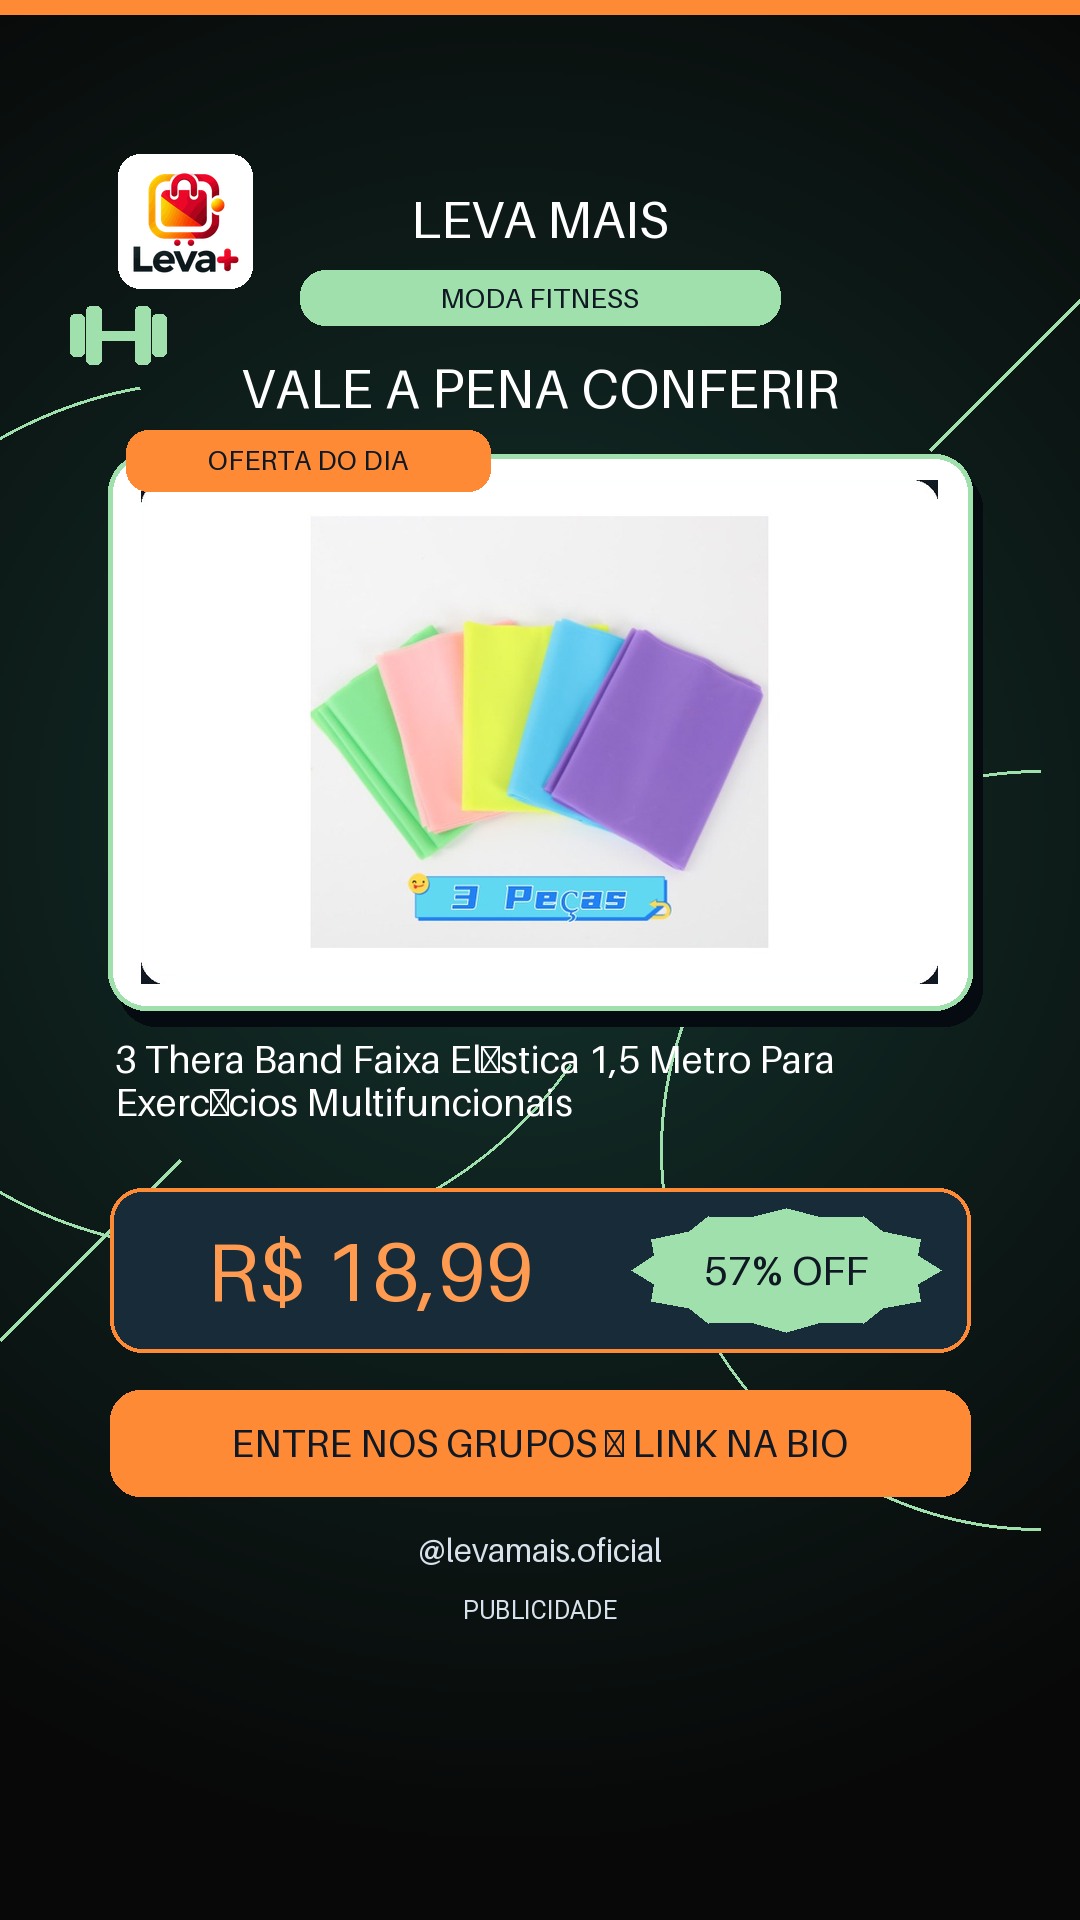 Leva+
LEVA MAIS
MODA FITNESS
VALE A PENA CONFERIR
OFERTA DO DIA
3 Peças
3 Thera Band Faixa El☒stica 1,5 Metro Para
Exerc☒cios Multifuncionais
R$ 18,99
57% OFF
ENTRE NOS GRUPOS ☒ LINK NA BIO
@levamais.oficial
PUBLICIDADE